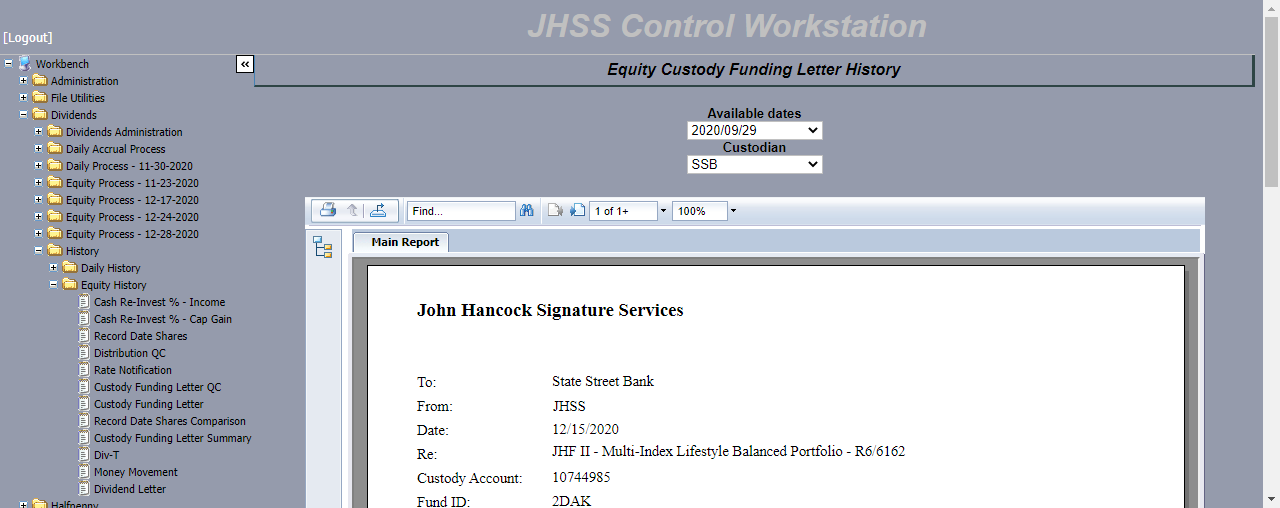 JHSS Control Workstation
[Logout]
Workbench
«
Equity Custody Funding Letter History
Administration
File Utilities
Dividends
Dividends Administration
Daily Accrual Process
Daily Process - 11-30-2020
Equity Process - 11-23-2020
Equity Process - 12-17-2020
Equity Process - 12-24-2020
Equity Process - 12-28-2020
History
Daily History
Equity History
Cash Re-Invest % - Income
Cash Re-Invest % - Cap Gain
Record Date Shares
Distribution QC
Rate Notification
Custody Funding Letter QC
Custody Funding Letter
Record Date Shares Comparison
Custody Funding Letter Summary
Div-T
Money Movement
Dividend Letter
Halfpenny
Available dates
2020/09/29
Custodian
SSB
Find... 1 of 1+ 100%
Main Report
John Hancock Signature Services
To: State Street Bank
From: JHSS
Date: 12/15/2020
Re: JHF II - Multi-Index Lifestyle Balanced Portfolio - R6/6162
Custody Account: 10744985
Fund ID: 2DAK